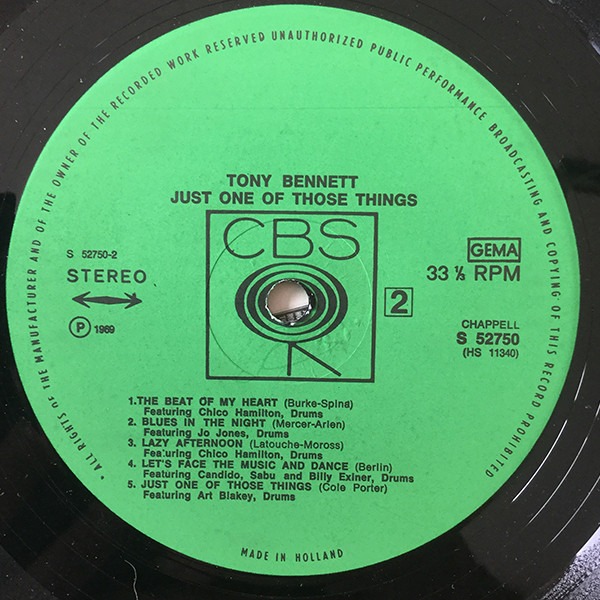 * ALL RIGHTS OF THE MANUFACTURER AND OF THE OWNER OF THE RECORDED WORK RESERVED UNAUTHORIZED PUBLIC PERFORMANCE BROADCASTING AND COPYING OF THIS RECORD PROHIBITED
TONY BENNETT
JUST ONE OF THOSE THINGS
CBS
S 52750-2
STEREO
Ⓟ 1969
GEMA
33 ⅓ RPM
2
CHAPPELL
S 52750
(HS 11340)
1.THE BEAT OF MY HEART (Burke-Spina)
Featuring Chico Hamilton, Drums
2. BLUES IN THE NIGHT (Mercer-Arlen)
Featuring Jo Jones, Drums
3. LAZY AFTERNOON (Latouche-Moross)
Featuring Chico Hamilton, Drums
4. LET'S FACE THE MUSIC AND DANCE (Berlin)
Featuring Candido, Sabu and Billy Exiner, Drums
5. JUST ONE OF THOSE THINGS (Cole Porter)
Featuring Art Blakey, Drums
MADE IN HOLLAND